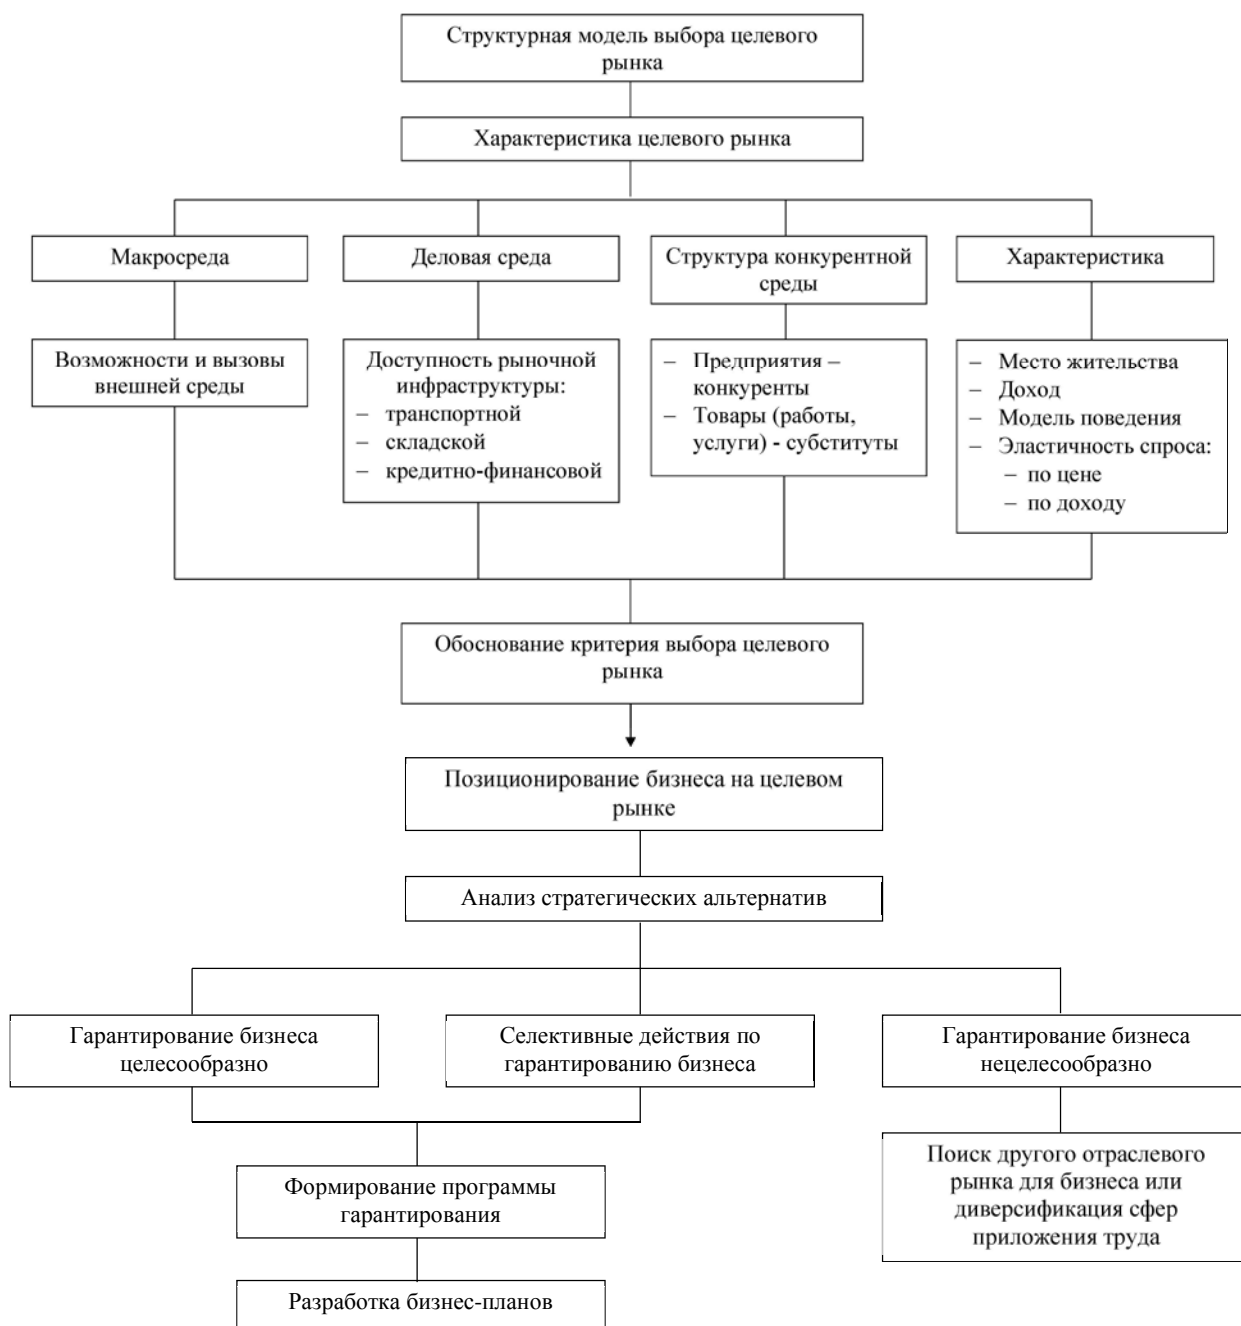 Структурная модель выбора целевого
рынка
Характеристика целевого рынка
Макросреда
Деловая среда
Структура конкурентной
среды
Характеристика
Возможности и вызовы
внешней среды
Доступность рыночной
инфраструктуры:
– транспортной
– складской
– кредитно-финансовой
– Предприятия –
конкуренты
– Товары (работы,
услуги) - субституты
– Место жительства
– Доход
– Модель поведения
– Эластичность спроса:
– по цене
– по доходу
Обоснование критерия выбора целевого
рынка
Позиционирование бизнеса на целевом
рынке
Анализ стратегических альтернатив
Гарантирование бизнеса
целесообразно
Селективные действия по
гарантированию бизнеса
Гарантирование бизнеса
нецелесообразно
Формирование программы
гарантирования
Поиск другого отраслевого
рынка для бизнеса или
диверсификация сфер
приложения труда
Разработка бизнес-планов